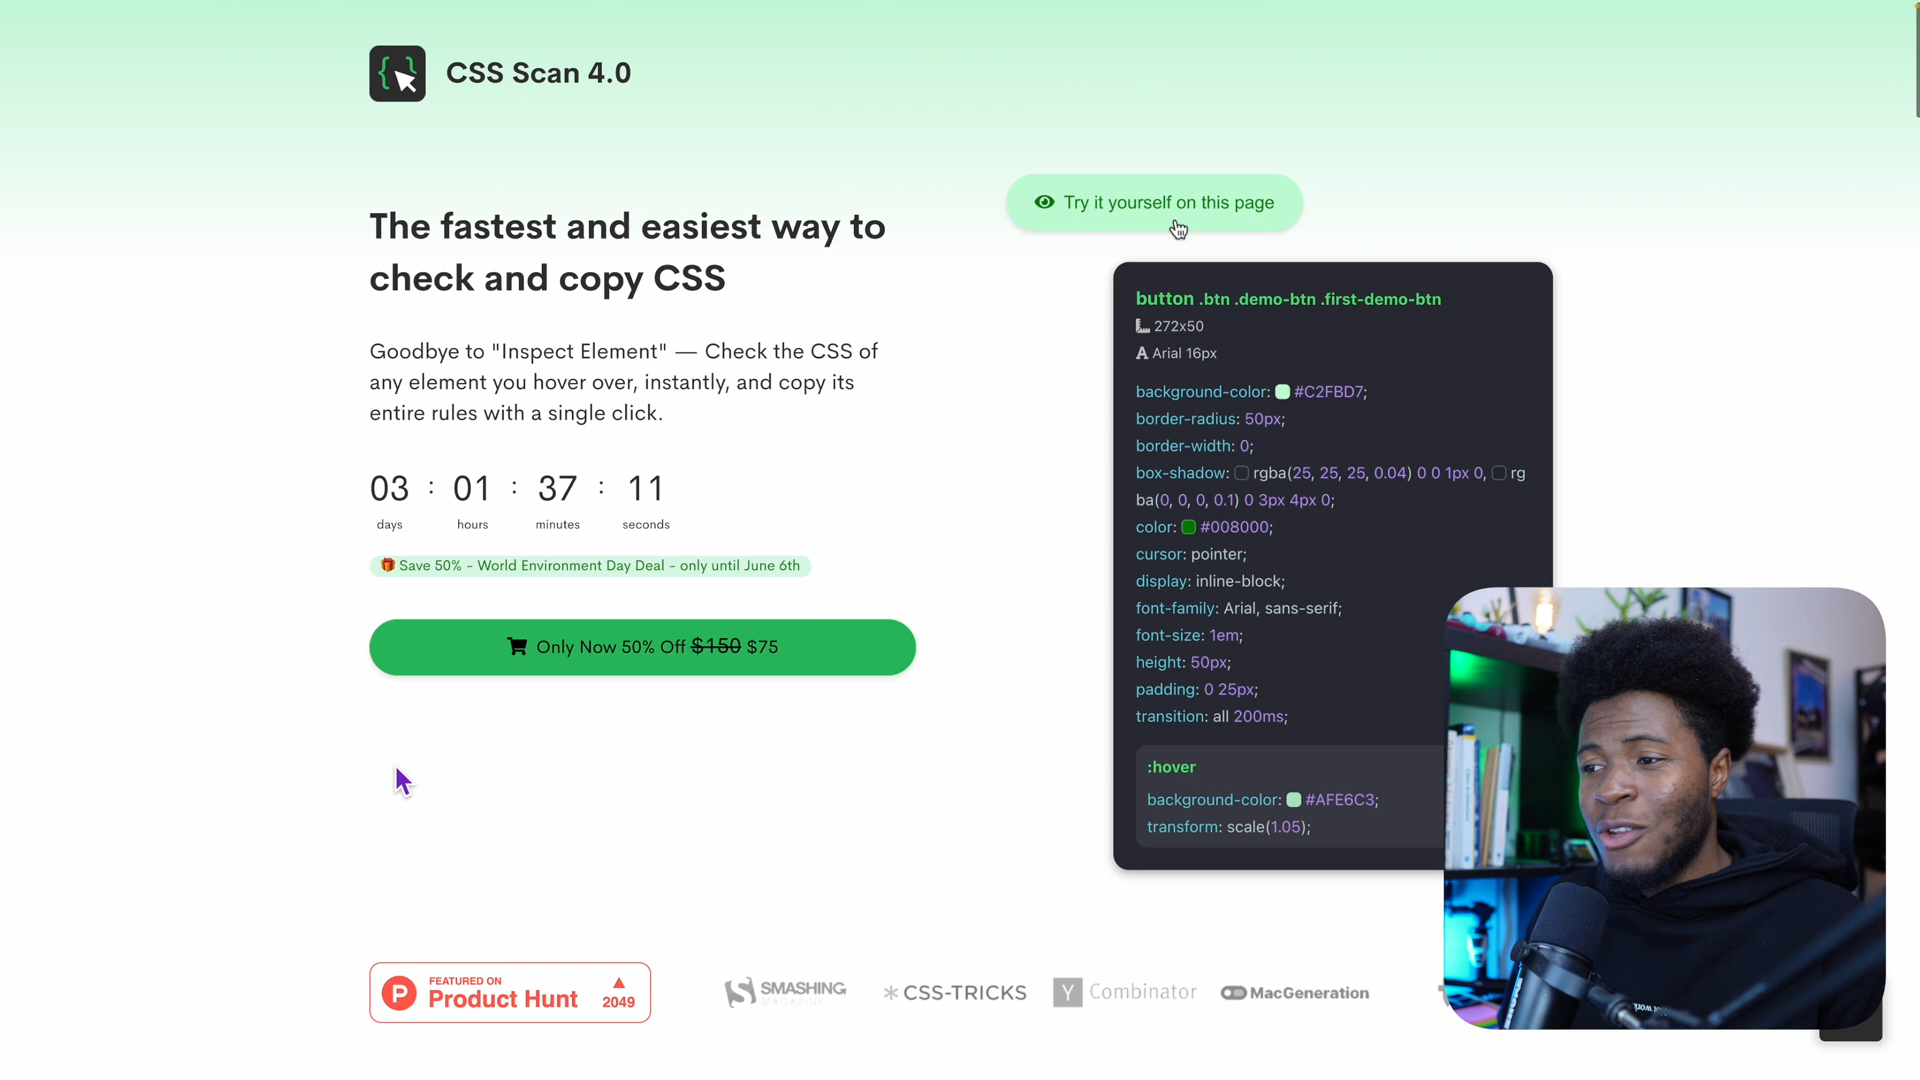 CSS Scan 4.0
The fastest and easiest way to
check and copy CSS
Goodbye to "Inspect Element" — Check the CSS of
any element you hover over, instantly, and copy its
entire rules with a single click.
03 : 01 : 37 : 11
days hours minutes seconds
Save 50% - World Environment Day Deal - only until June 6th
Only Now 50% Off $150 $75
Try it yourself on this page
button .btn .demo-btn .first-demo-btn
272x50
A Arial 16px
background-color: #C2FBD7;
border-radius: 50px;
border-width: 0;
box-shadow: rgba(25, 25, 25, 0.04) 0 0 1px 0, rg
ba(0, 0, 0, 0.1) 0 3px 4px 0;
color: #008000;
cursor: pointer;
display: inline-block;
font-family: Arial, sans-serif;
font-size: 1em;
height: 50px;
padding: 0 25px;
transition: all 200ms;
:hover
background-color: #AFE6C3;
transform: scale(1.05);
FEATURED ON
P Product Hunt 2049
SMASHING
MAGAZINE
CSS-TRICKS
Y Combinator
MacGeneration